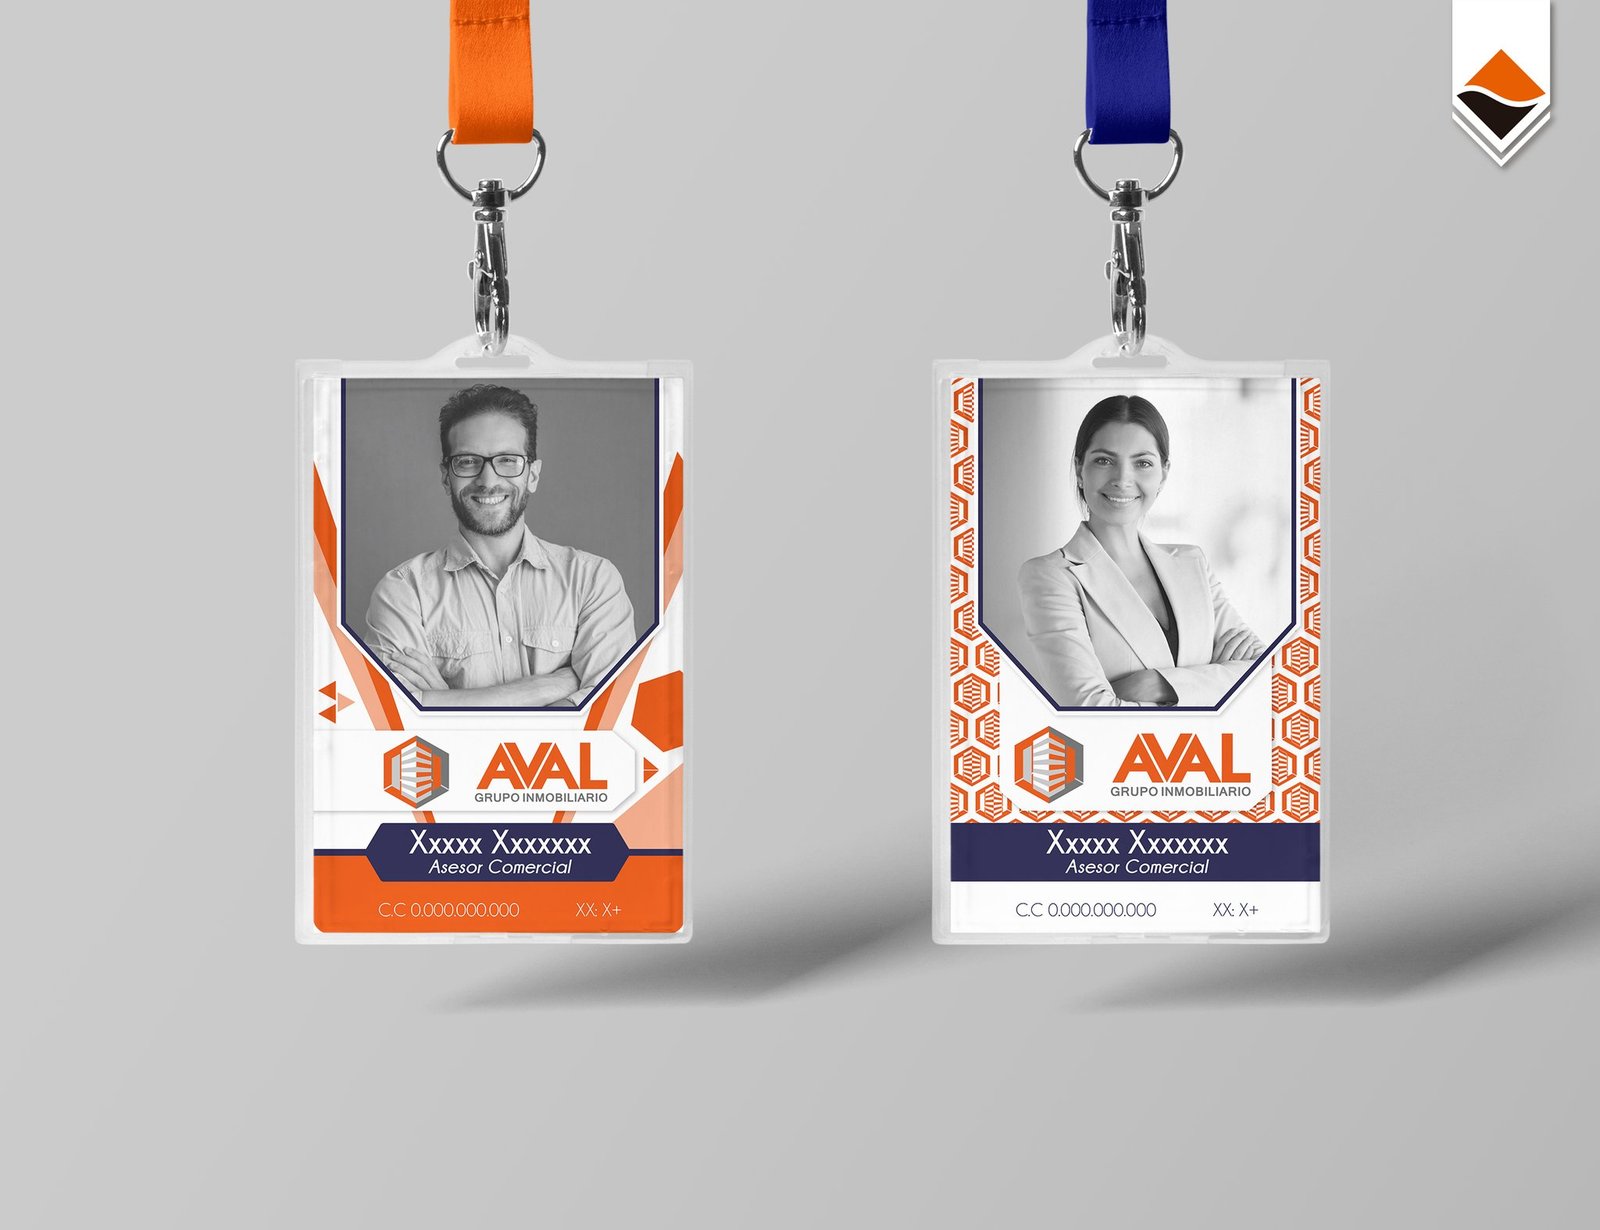 AVAL
GRUPO INMOBILIARIO
Xxxxx Xxxxxxx
Asesor Comercial
C.C 0.000.000.000 XX: X+
AVAL
GRUPO INMOBILIARIO
Xxxxx Xxxxxxx
Asesor Comercial
C.C 0.000.000.000 XX: X+